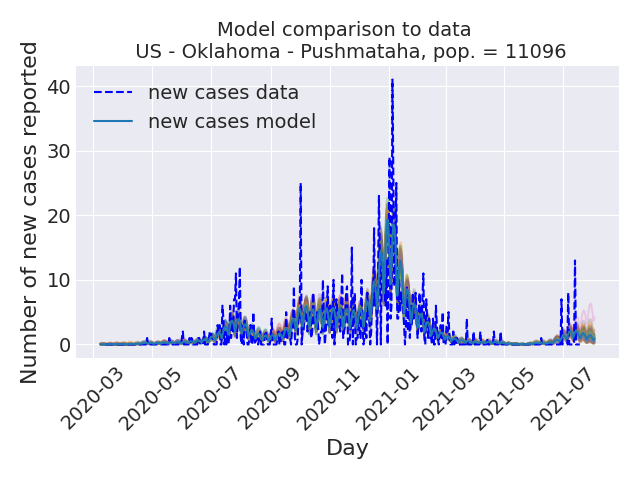 Model comparison to data
US - Oklahoma - Pushmataha, pop. = 11096
Number of new cases reported
40
30
20
10
0
new cases data
new cases model
2020-03
2020-05
2020-07
2020-09
2020-11
2021-01
2021-03
2021-05
2021-07
Day